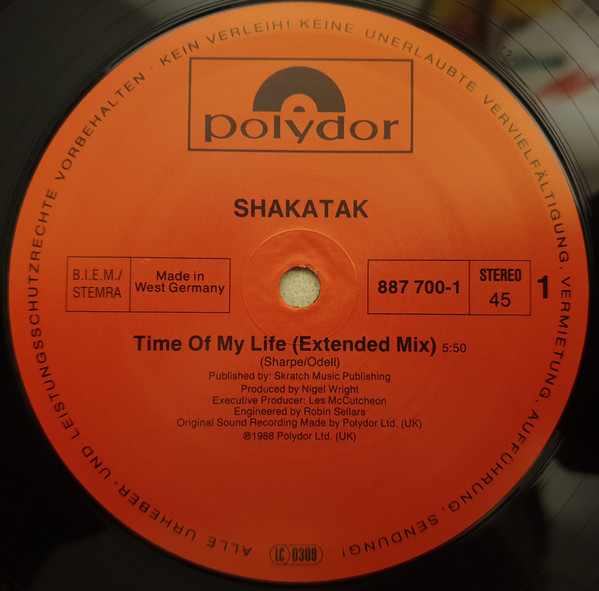 ALLE URHEBER- UND LEISTUNGSSCHUTZRECHTE VORBEHALTEN · KEIN VERLEIH! KEINE UNERLAUBTE VERVIELFÄLTIGUNG, VERMIETUNG, AUFFÜHRUNG, SENDUNG!
polydor
SHAKATAK
B.I.E.M./
STEMRA
Made in
West Germany
887 700-1
STEREO
45
1
Time Of My Life (Extended Mix) 5:50
(Sharpe/Odell)
Published by: Skratch Music Publishing
Produced by Nigel Wright
Executive Producer: Les McCutcheon
Engineered by Robin Sellars
Original Sound Recording Made by Polydor Ltd. (UK)
℗1988 Polydor Ltd. (UK)
LC 0309